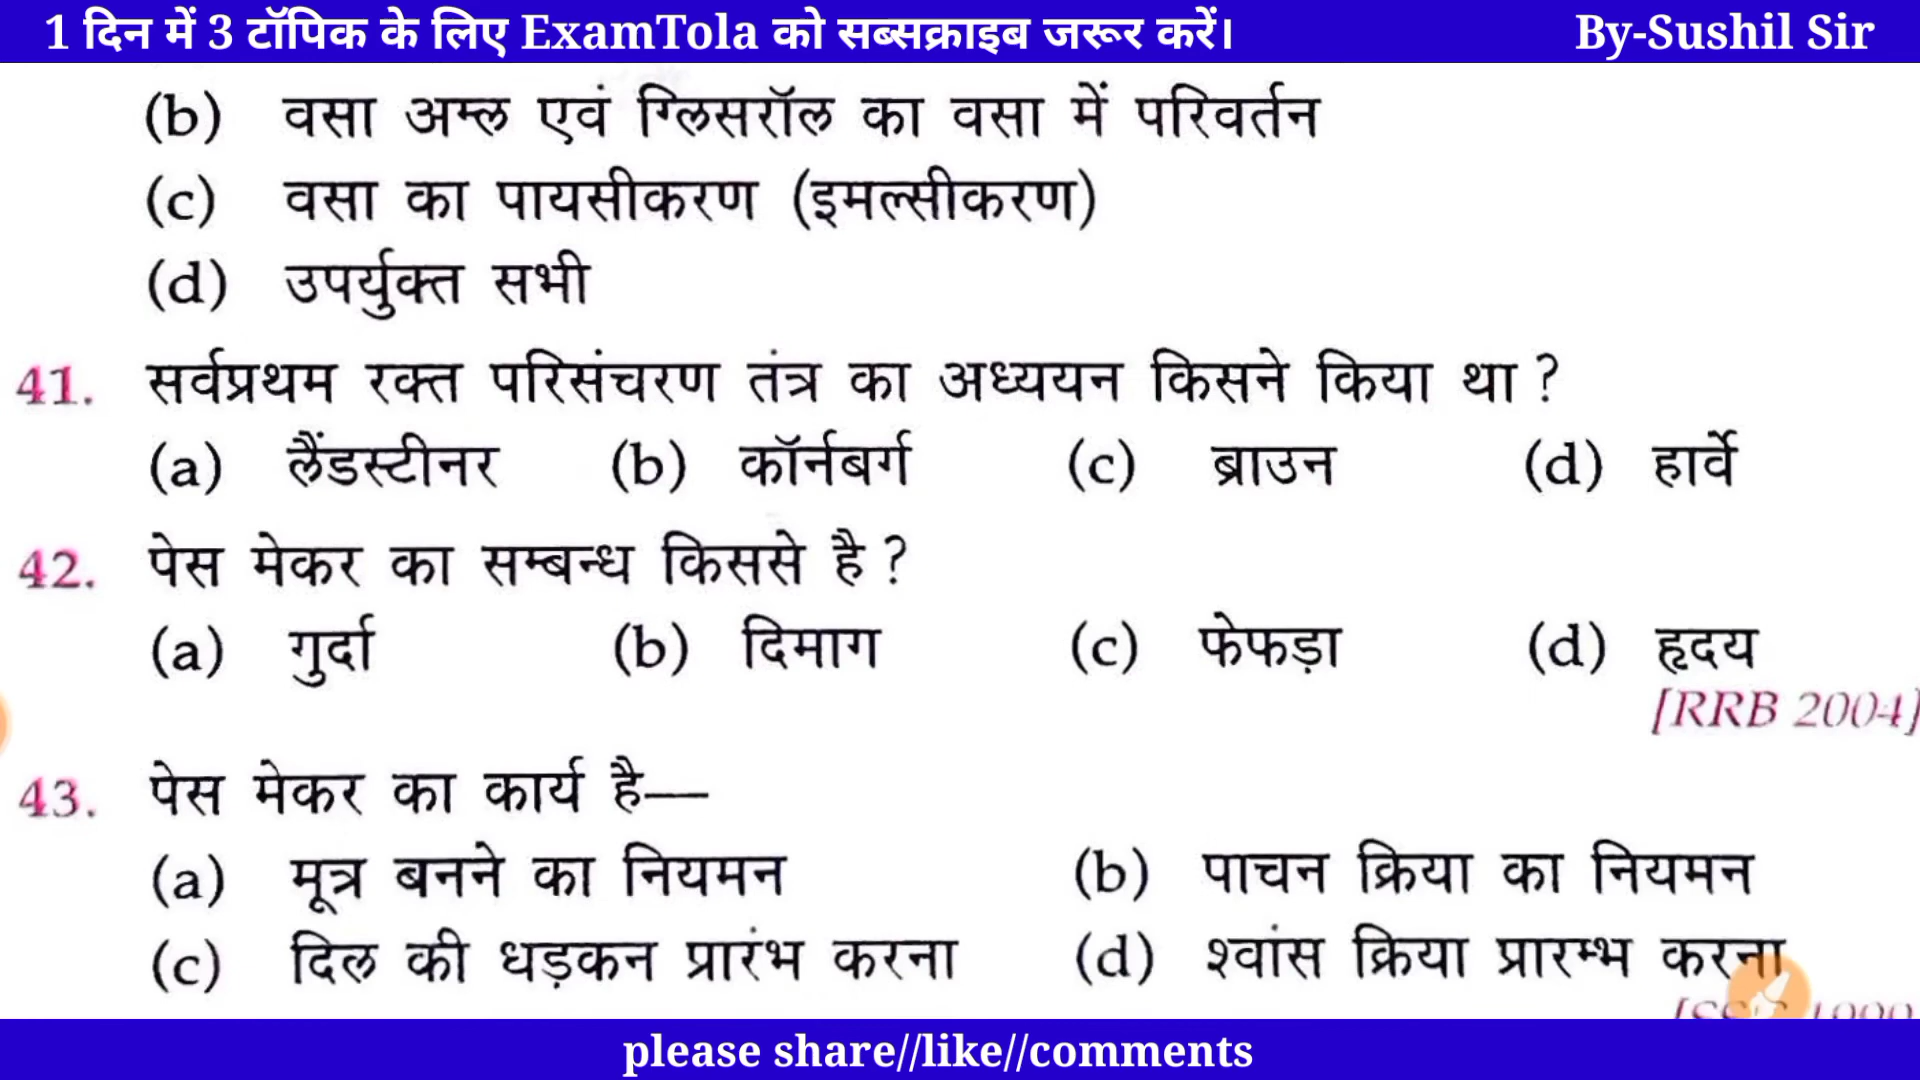 1 दिन में 3 टॉपिक के लिए ExamTola को सब्सक्राइब जरूर करें। By-Sushil Sir
(b) वसा अम्ल एवं ग्लिसरॉल का वसा में परिवर्तन
(c) वसा का पायसीकरण (इमल्सीकरण)
(d) उपर्युक्त सभी
41. सर्वप्रथम रक्त परिसंचरण तंत्र का अध्ययन किसने किया था ?
(a) लैंडस्टीनर (b) कॉर्नबर्ग (c) ब्राउन (d) हार्वे
42. पेस मेकर का सम्बन्ध किससे है ?
(a) गुर्दा (b) दिमाग (c) फेफड़ा (d) हृदय
[RRB 2004]
43. पेस मेकर का कार्य है—
(a) मूत्र बनने का नियमन (b) पाचन क्रिया का नियमन
(c) दिल की धड़कन प्रारंभ करना (d) श्वांस क्रिया प्रारम्भ करना
please share//like//comments